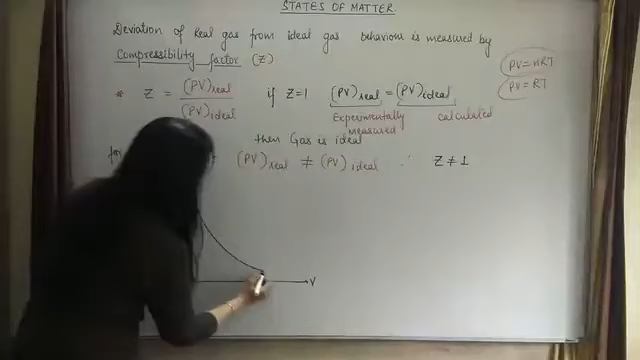 STATES OF MATTER.
Deviation of Real gas from ideal gas behaviour is measured by
Compressibility factor (Z)
PV = nRT
PV = RT
* Z = (PV)real / (PV)ideal if Z=1 (PV)real = (PV)ideal
Experimentally measured calculated
then Gas is ideal
for (PV)real ≠ (PV)ideal ∴ Z ≠ 1
V